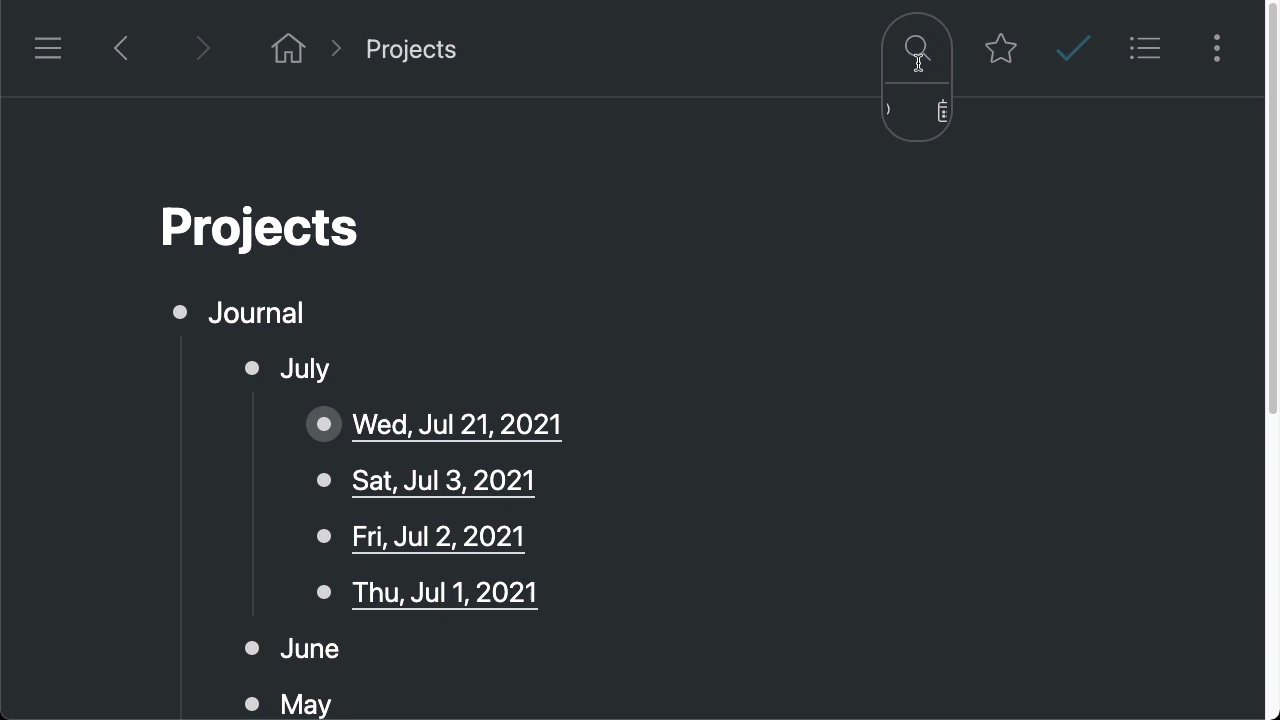 Projects
Projects
Journal
July
Wed, Jul 21, 2021
Sat, Jul 3, 2021
Fri, Jul 2, 2021
Thu, Jul 1, 2021
June
May